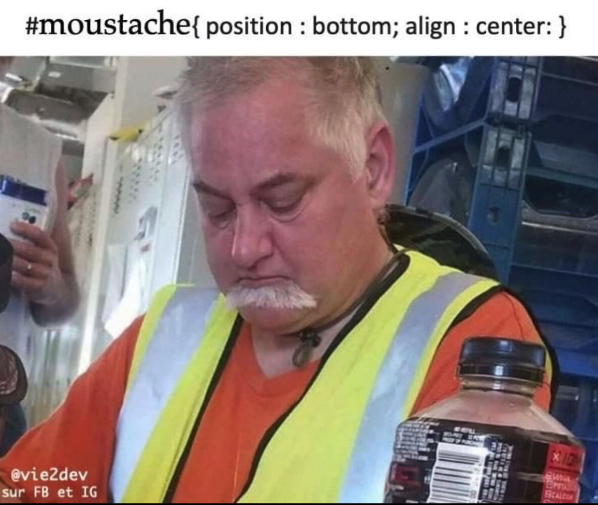 #moustache{ position : bottom; align : center: }
@vie2dev
sur FB et IG